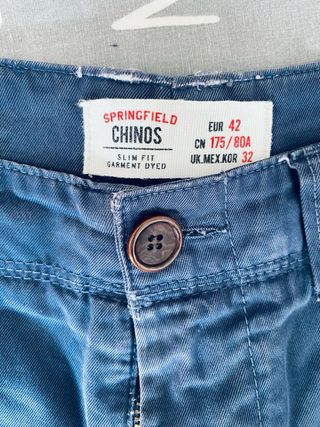 SPRINGFIELD
CHINOS
SLIM FIT
GARMENT DYED
EUR 42
CN 175/80A
UK.MEX.KOR 32